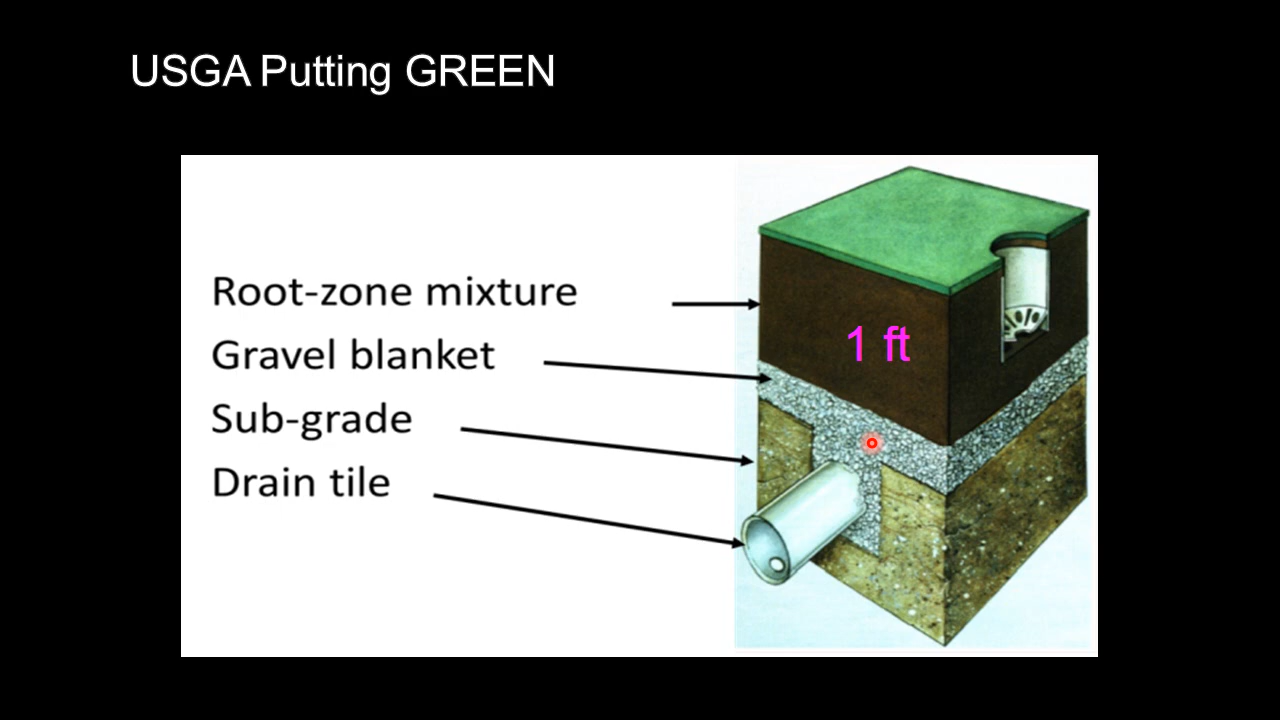 USGA Putting GREEN
Root-zone mixture
Gravel blanket
Sub-grade
Drain tile
1 ft